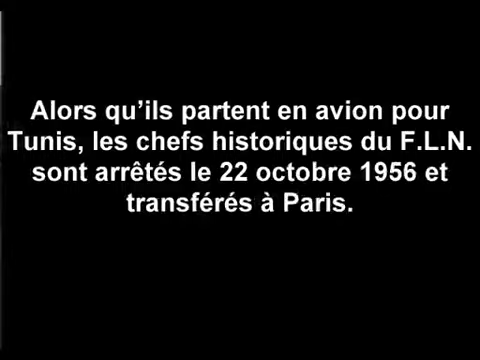 Alors qu’ils partent en avion pour
Tunis, les chefs historiques du F.L.N.
sont arrêtés le 22 octobre 1956 et
transférés à Paris.